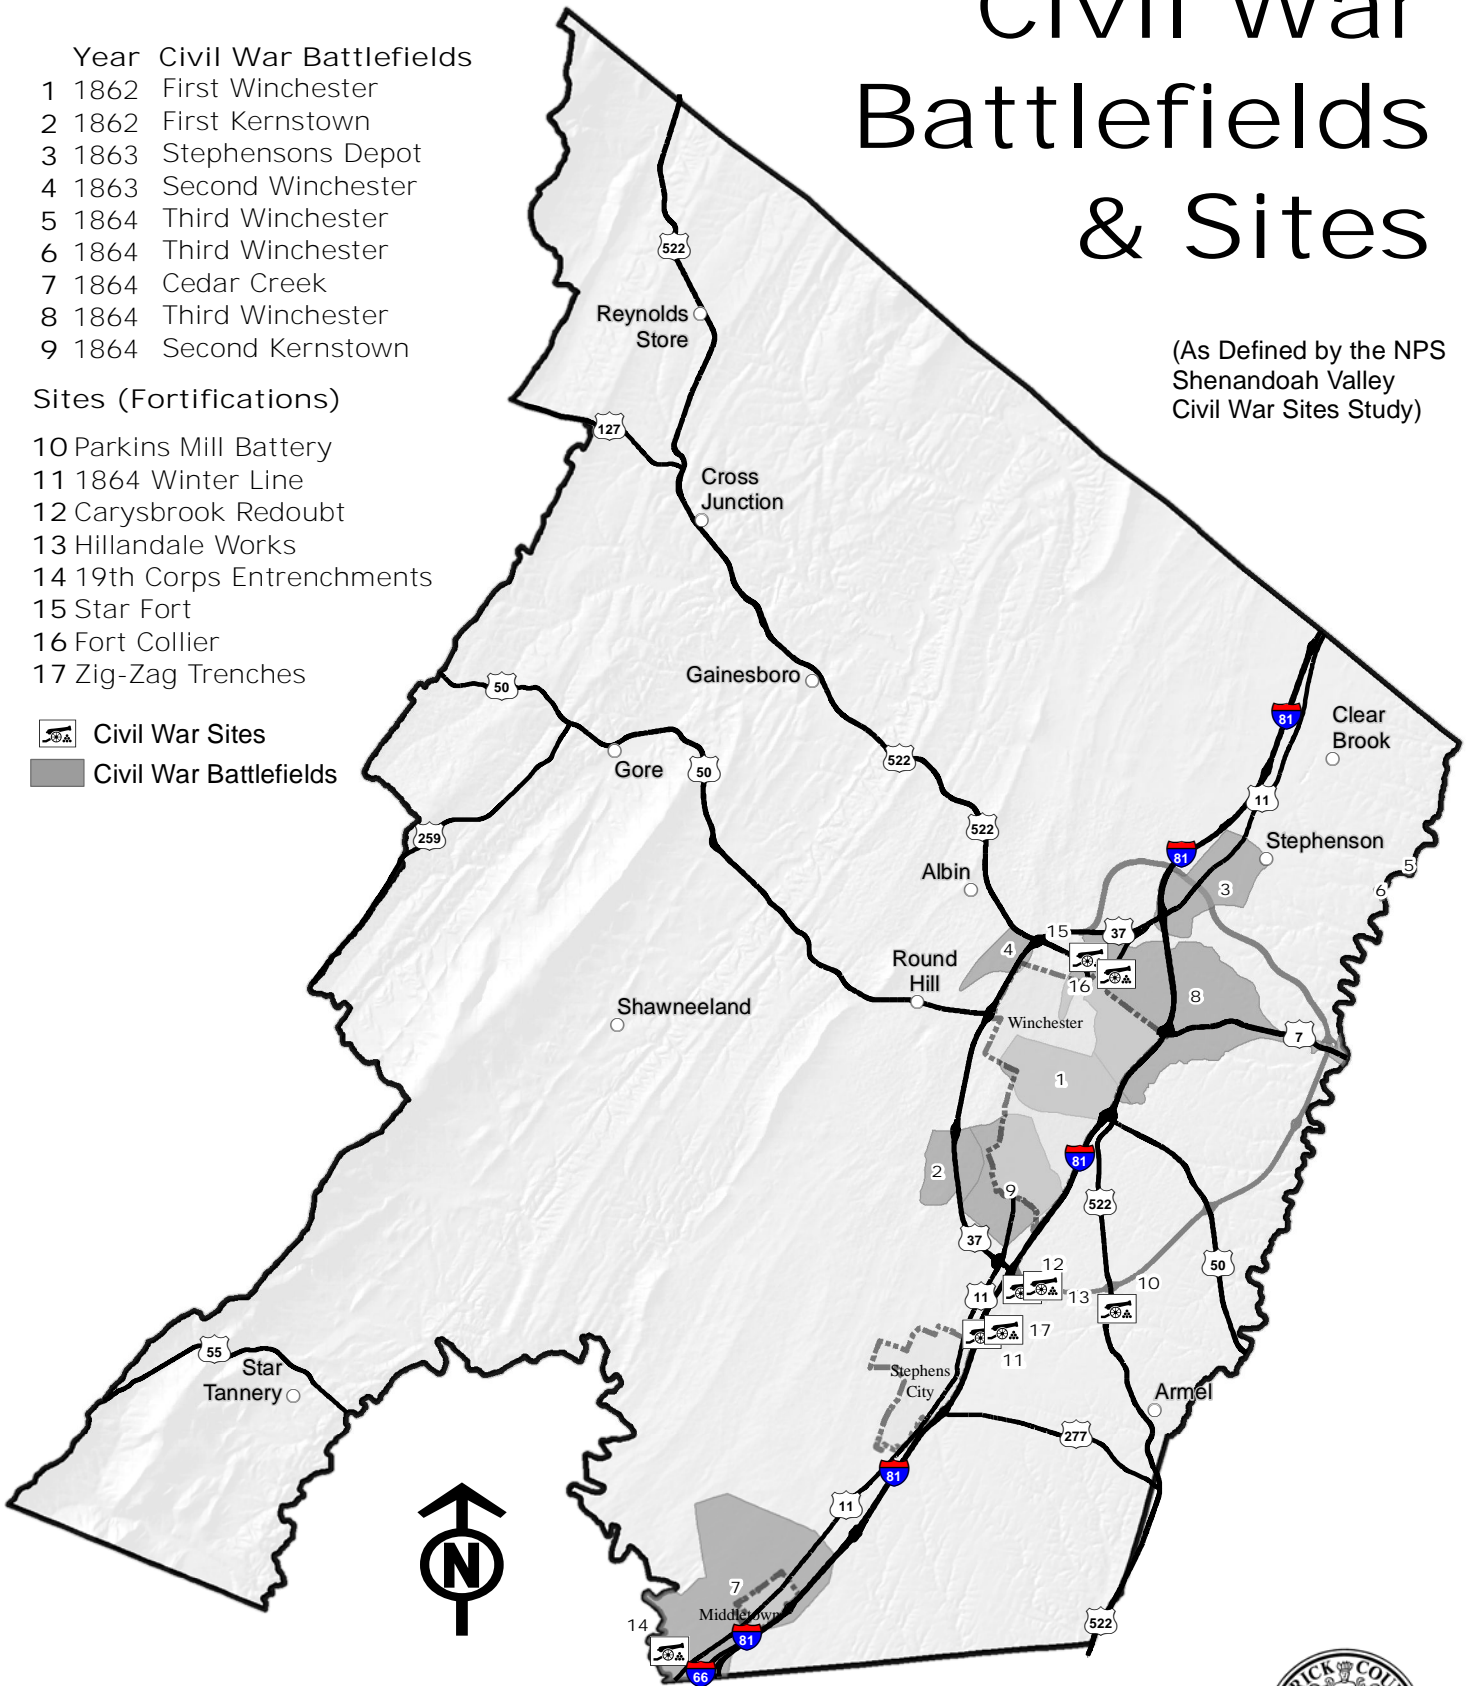 Civil War
Battlefields
& Sites
(As Defined by the NPS
Shenandoah Valley
Civil War Sites Study)
Year Civil War Battlefields
1 1862 First Winchester
2 1862 First Kernstown
3 1863 Stephensons Depot
4 1863 Second Winchester
5 1864 Third Winchester
6 1864 Third Winchester
7 1864 Cedar Creek
8 1864 Third Winchester
9 1864 Second Kernstown
Sites (Fortifications)
10 Parkins Mill Battery
11 1864 Winter Line
12 Carysbrook Redoubt
13 Hillandale Works
14 19th Corps Entrenchments
15 Star Fort
16 Fort Collier
17 Zig-Zag Trenches
Civil War Sites
Civil War Battlefields
522
Reynolds
Store
127
Cross
Junction
50
Gainesboro
81
Clear
Brook
Gore
50
522
11
259
522
Albin
81
Stephenson
5
6
3
15
37
4
Round
Hill
16
8
Shawneeland
Winchester
7
1
81
2
9
522
37
50
12
10
11
13
17
11
55
Star
Tannery
Stephens
City
Armel
277
81
11
N
7
Middletown
14
81
522
66
RICK COU